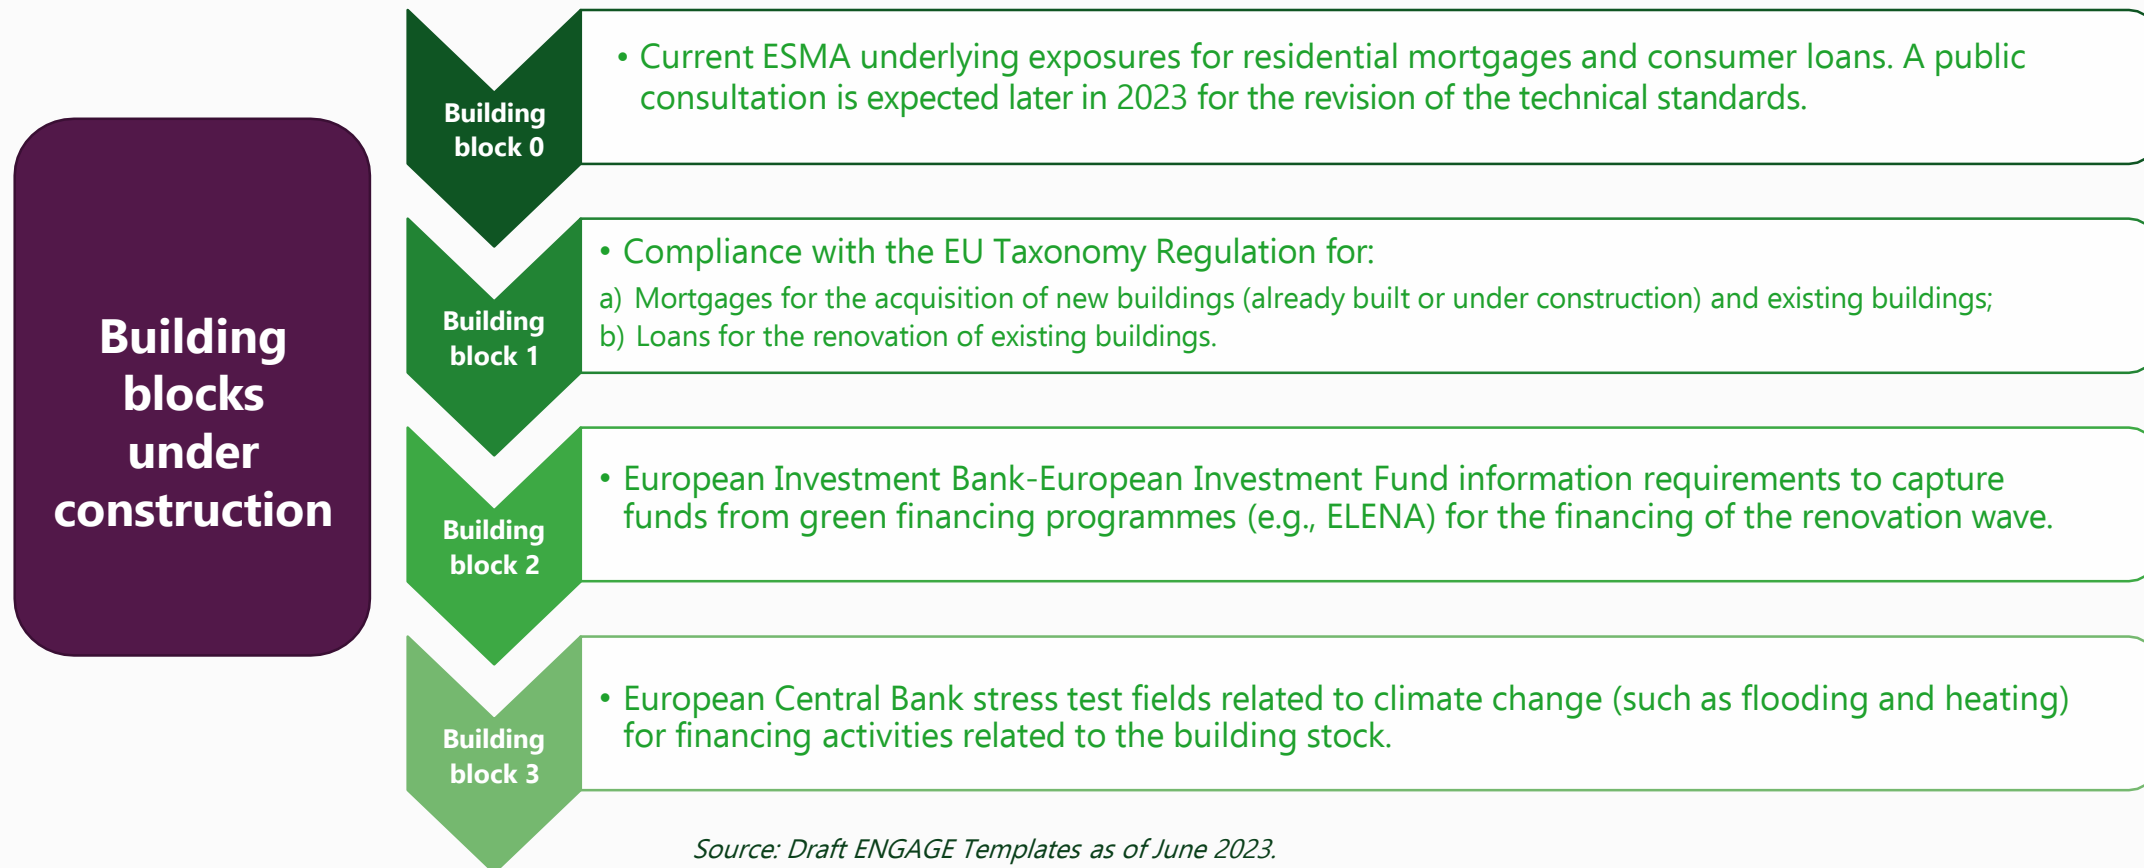 Building
blocks
under
construction
Building
block 0
• Current ESMA underlying exposures for residential mortgages and consumer loans. A public
consultation is expected later in 2023 for the revision of the technical standards.
Building
block 1
• Compliance with the EU Taxonomy Regulation for:
a) Mortgages for the acquisition of new buildings (already built or under construction) and existing buildings;
b) Loans for the renovation of existing buildings.
Building
block 2
• European Investment Bank-European Investment Fund information requirements to capture
funds from green financing programmes (e.g., ELENA) for the financing of the renovation wave.
Building
block 3
• European Central Bank stress test fields related to climate change (such as flooding and heating)
for financing activities related to the building stock.
Source: Draft ENGAGE Templates as of June 2023.